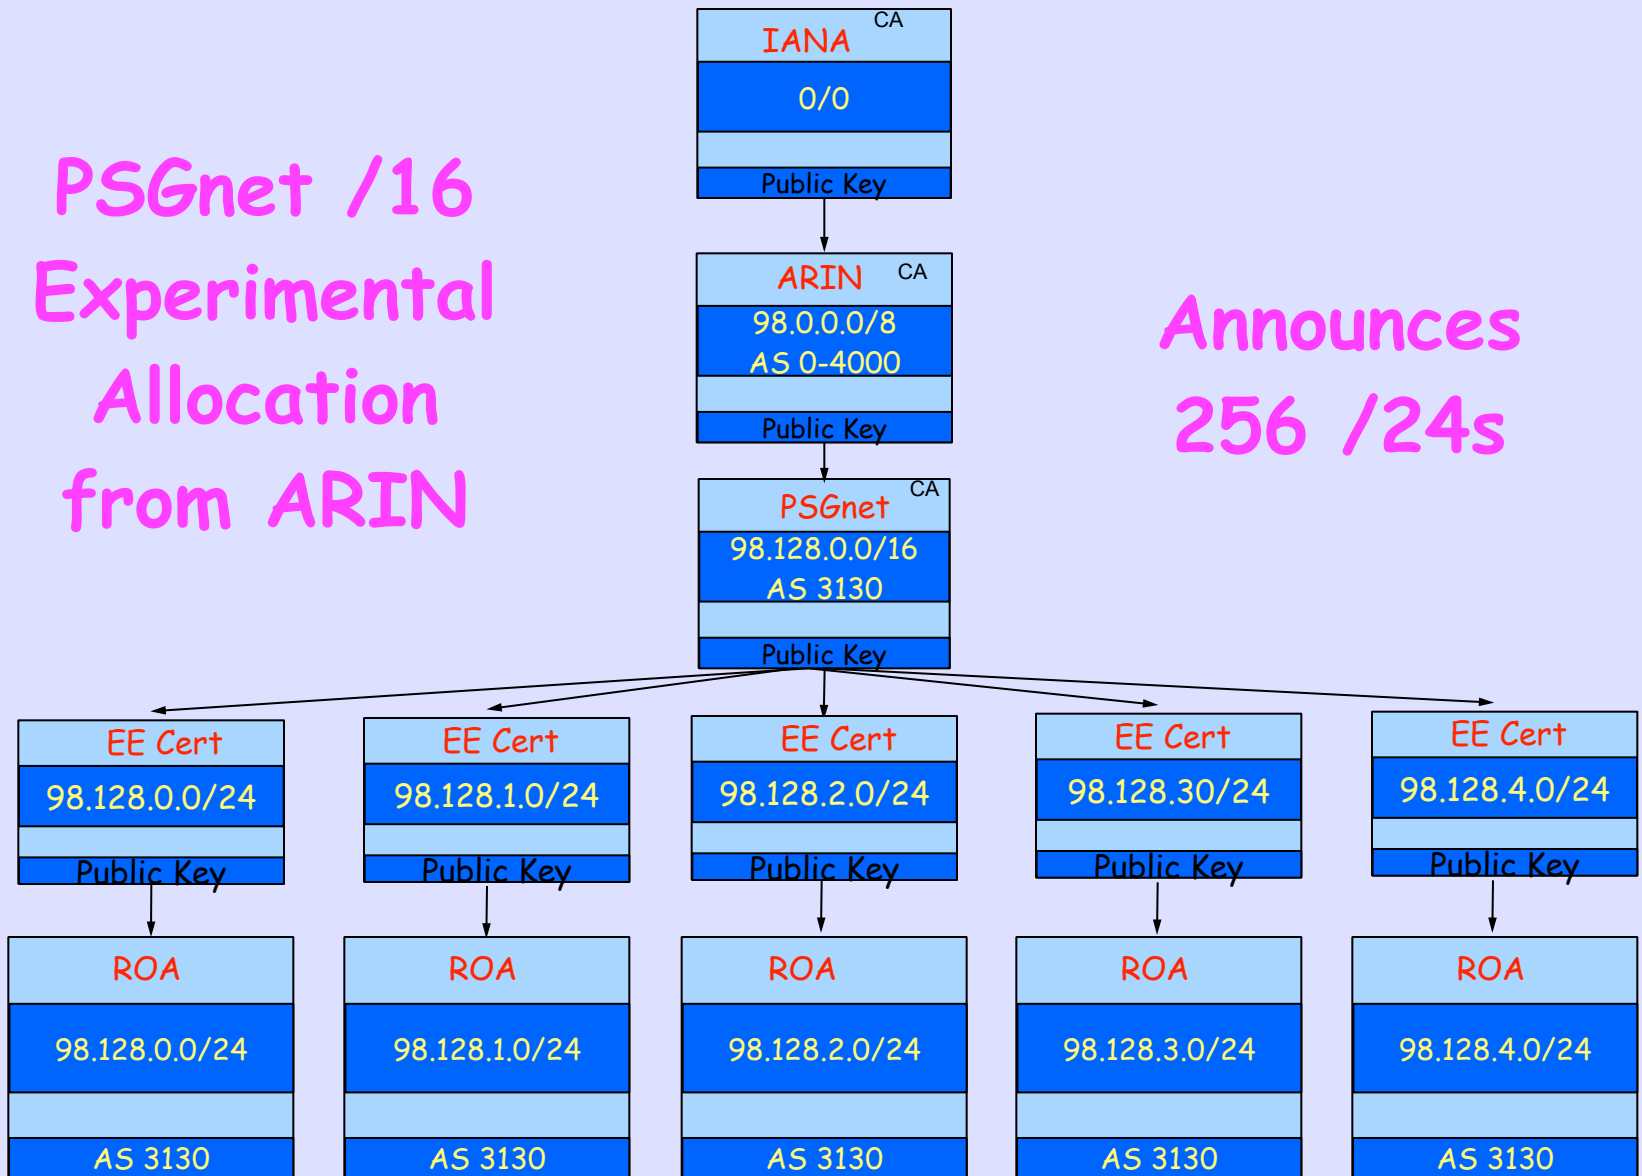 CA
IANA
0/0
Public Key
PSGnet /16
Experimental
Allocation
from ARIN
ARIN
CA
98.0.0.0/8
AS 0-4000
Public Key
Announces
256 /24s
CA
PSGnet
98.128.0.0/16
AS 3130
Public Key
EE Cert
98.128.0.0/24
Public Key
EE Cert
98.128.1.0/24
Public Key
EE Cert
98.128.2.0/24
Public Key
EE Cert
98.128.30/24
Public Key
EE Cert
98.128.4.0/24
Public Key
ROA
98.128.0.0/24
AS 3130
ROA
98.128.1.0/24
AS 3130
ROA
98.128.2.0/24
AS 3130
ROA
98.128.3.0/24
AS 3130
ROA
98.128.4.0/24
AS 3130